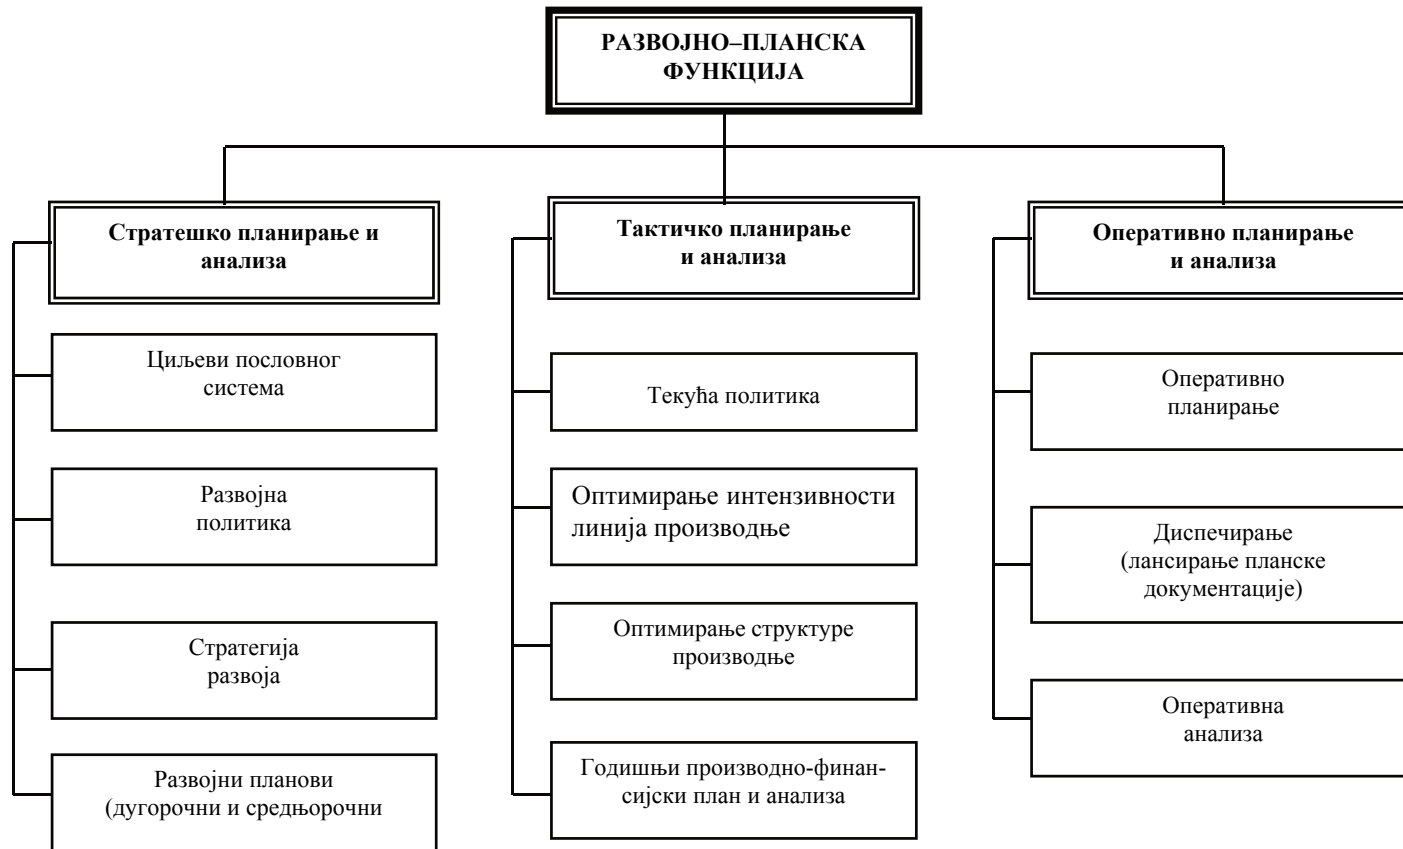 РАЗВОЈНО–ПЛАНСКА
ФУНКЦИЈА
Стратешко планирање и
анализа
Циљеви пословног
система
Развојна
политика
Стратегија
развоја
Развојни планови
(дугорочни и средњорочни
Тактичко планирање
и анализа
Текућа политика
Оптимирање интензивности
линија производње
Оптимирање структуре
производње
Годишњи производно-финан-
сијски план и анализа
Оперативно планирање
и анализа
Оперативно
планирање
Диспечирање
(лансирање планске
документације)
Оперативна
анализа